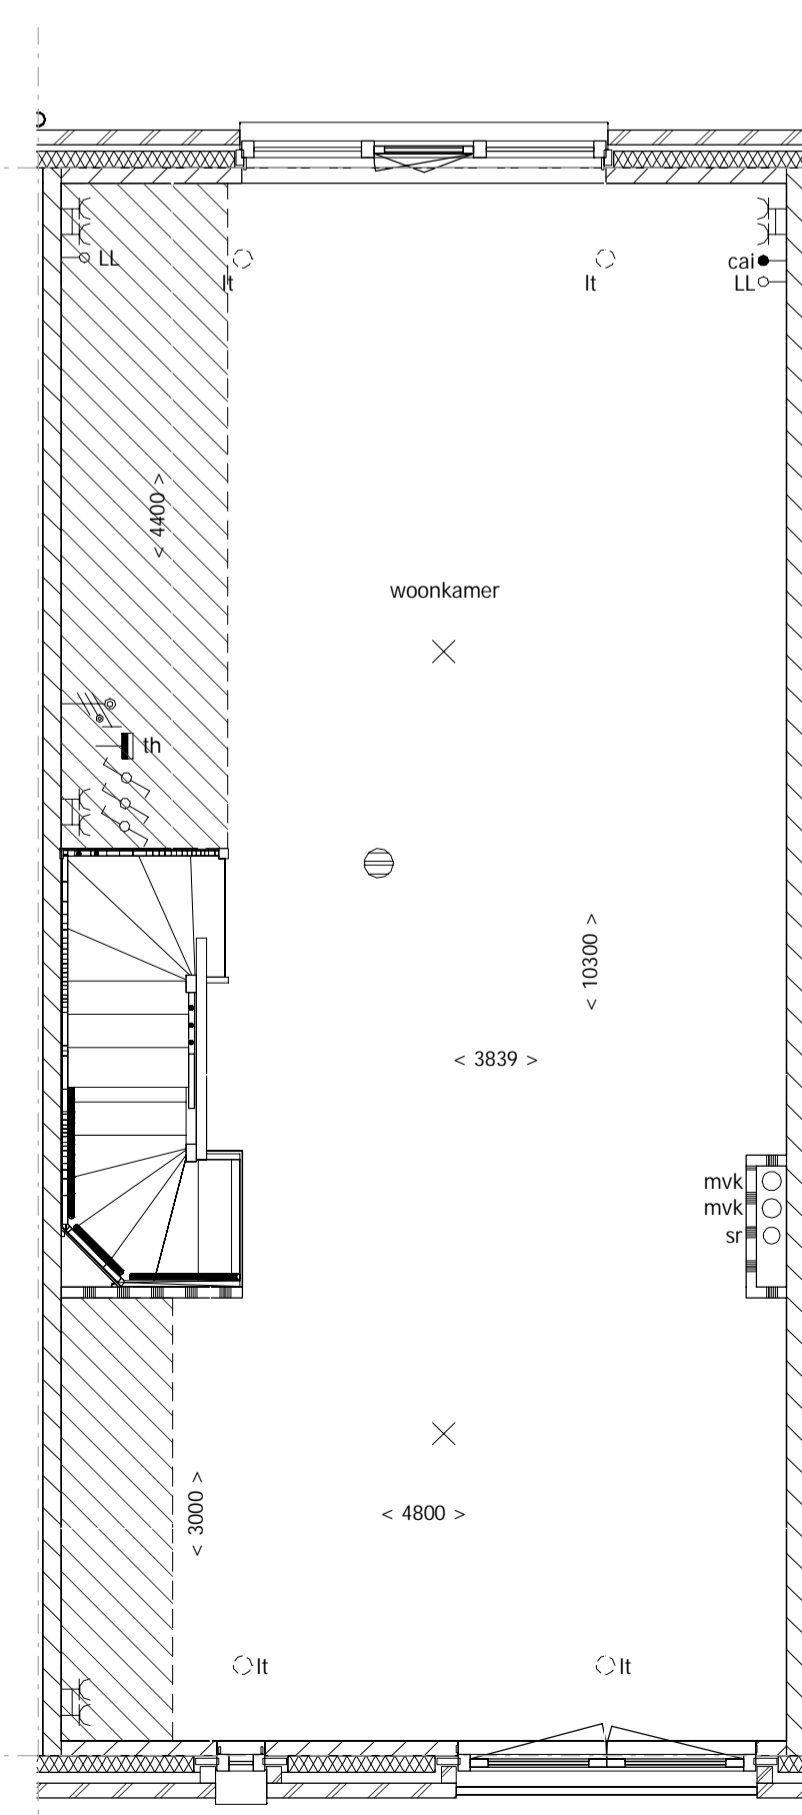 cai
LL
LL
lt
lt
< 4400 >
woonkamer
th
< 10300 >
< 3839 >
mvk
mvk
sr
< 3000 >
< 4800 >
lt
lt